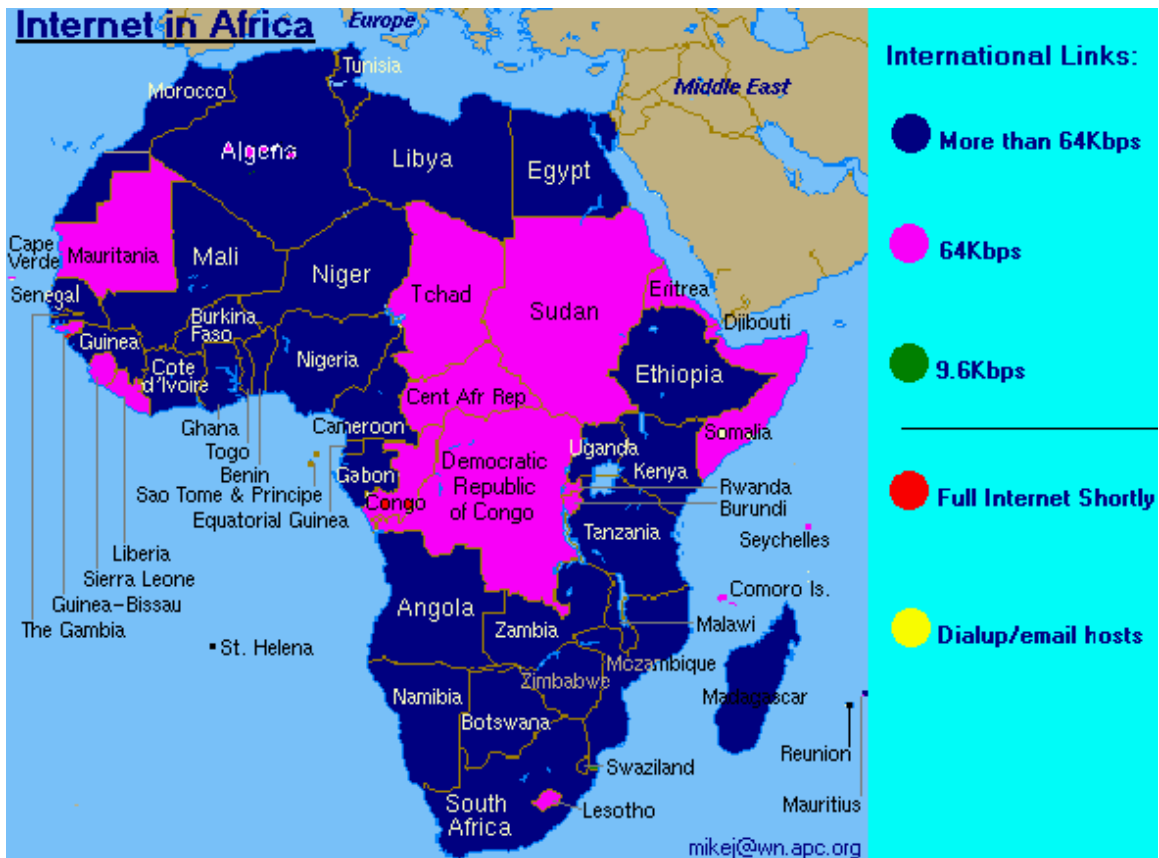 Internet in Africa
Europe
Tunisia
Morocco
Middle East
Algeria
Libya
Egypt
Cape
Verde
Mauritania
Mali
Niger
Tchad
Sudan
Eritrea
Senegal
Burkina
Faso
Djibouti
Guinea
Nigeria
Cote
d'Ivoire
Ethiopia
Cent Afr Rep
Ghana
Cameroon
Togo
Benin
Uganda
Somalia
Gabon
Kenya
Democratic
Republic
of Congo
Sao Tome & Principe
Congo
Rwanda
Equatorial Guinea
Burundi
Tanzania
Seychelles
Liberia
Sierra Leone
Comoro Is.
Guinea-Bissau
Angola
The Gambia
Zambia
Malawi
St. Helena
Mozambique
Zimbabwe
Namibia
Madagascar
Botswana
Reunion
Swaziland
South
Africa
Lesotho
Mauritius
mikej@wn.apc.org
International Links:
More than 64Kbps
64Kbps
9.6Kbps
Full Internet Shortly
Dialup/email hosts